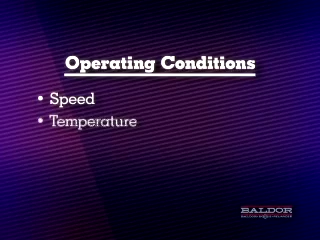 Operating Conditions
• Speed
• Temperature
BALDOR